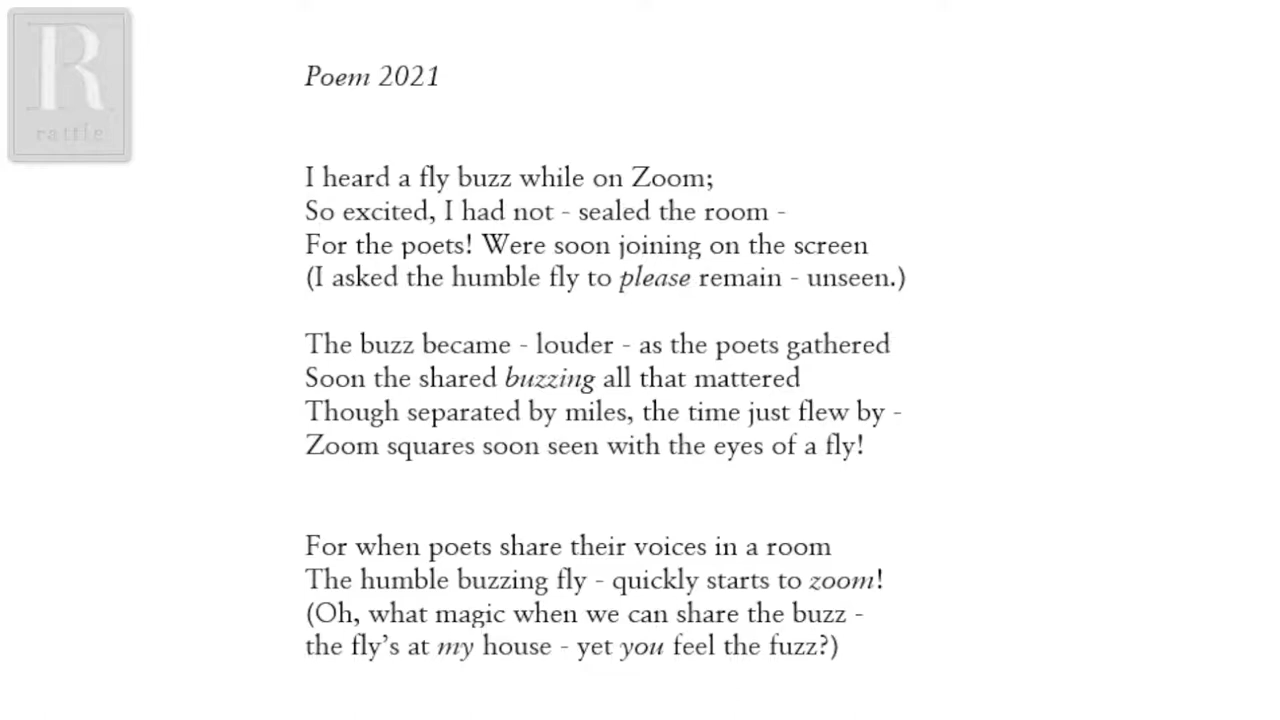 R
rattle
Poem 2021
I heard a fly buzz while on Zoom;
So excited, I had not - sealed the room -
For the poets! Were soon joining on the screen
(I asked the humble fly to please remain - unseen.)
The buzz became - louder - as the poets gathered
Soon the shared buzzing all that mattered
Though separated by miles, the time just flew by -
Zoom squares soon seen with the eyes of a fly!
For when poets share their voices in a room
The humble buzzing fly - quickly starts to zoom!
(Oh, what magic when we can share the buzz -
the fly's at my house - yet you feel the fuzz?)